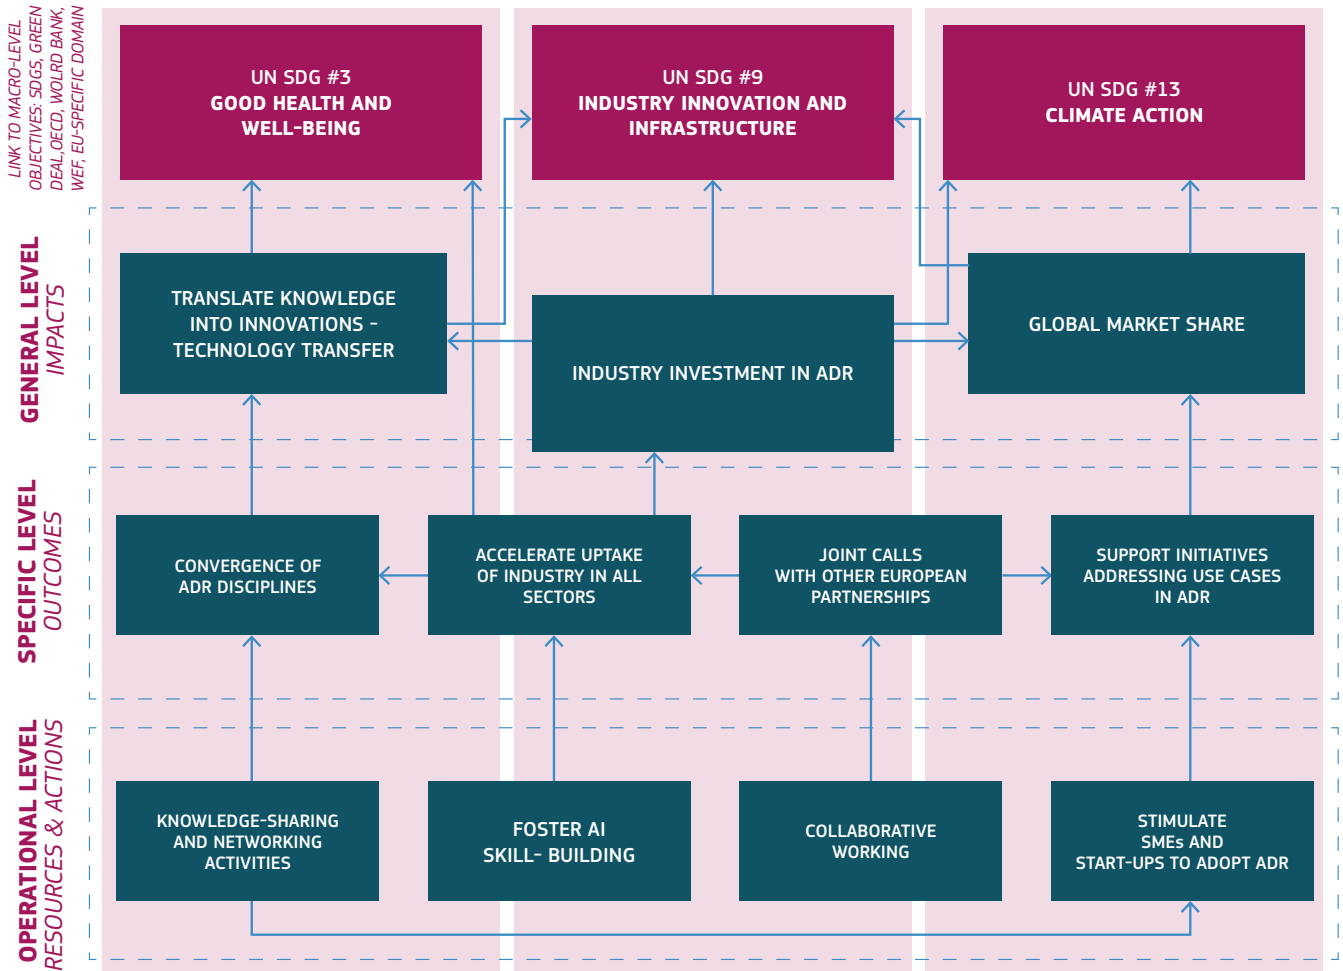 LINK TO MACRO-LEVEL
OBJECTIVES: SDGS, GREEN
DEAL,OECD, WOLRD BANK,
WEF, EU-SPECIFIC DOMAIN
UN SDG #3
GOOD HEALTH AND
WELL-BEING
UN SDG #9
INDUSTRY INNOVATION AND
INFRASTRUCTURE
UN SDG #13
CLIMATE ACTION
GENERAL LEVEL
IMPACTS
TRANSLATE KNOWLEDGE
INTO INNOVATIONS -
TECHNOLOGY TRANSFER
INDUSTRY INVESTMENT IN ADR
GLOBAL MARKET SHARE
SPECIFIC LEVEL
OUTCOMES
CONVERGENCE OF
ADR DISCIPLINES
ACCELERATE UPTAKE
OF INDUSTRY IN ALL
SECTORS
JOINT CALLS
WITH OTHER EUROPEAN
PARTNERSHIPS
SUPPORT INITIATIVES
ADDRESSING USE CASES
IN ADR
OPERATIONAL LEVEL
RESOURCES & ACTIONS
KNOWLEDGE-SHARING
AND NETWORKING
ACTIVITIES
FOSTER AI
SKILL- BUILDING
COLLABORATIVE
WORKING
STIMULATE
SMEs AND
START-UPS TO ADOPT ADR